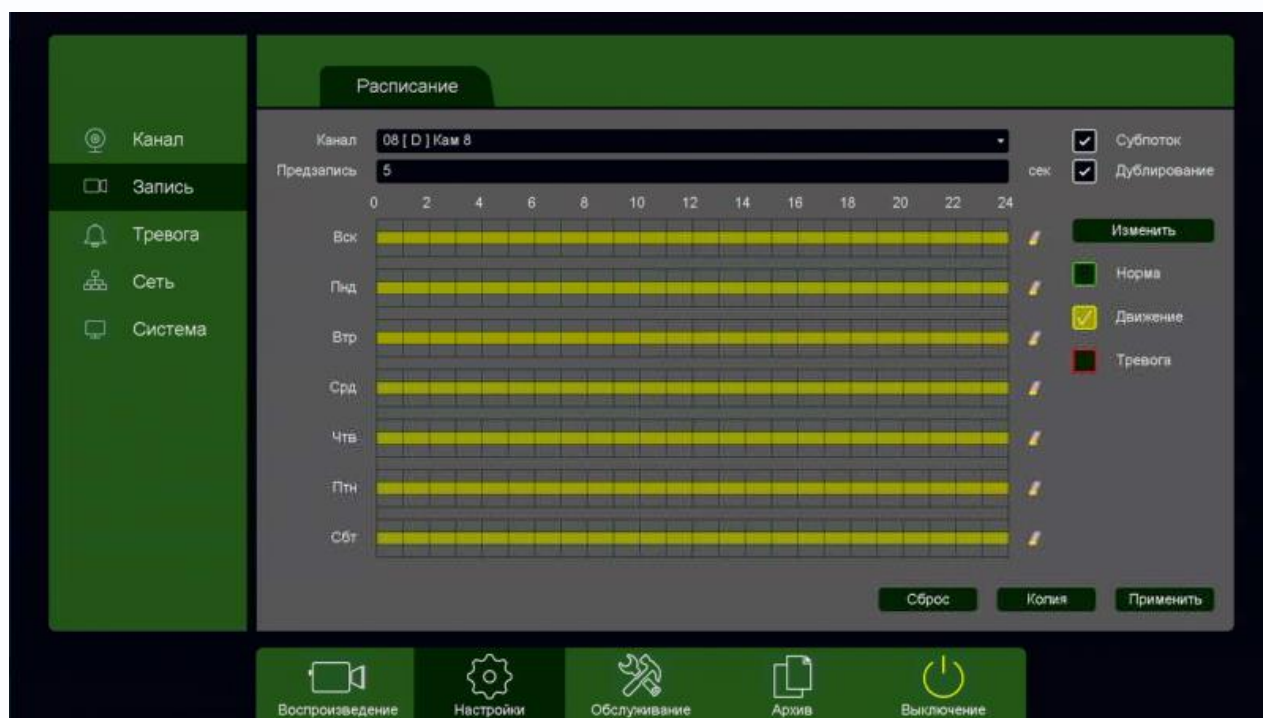 Расписание
Канал
Запись
Тревога
Сеть
Система
Канал 08 [ D ] Кам 8 Субпоток
Предзапись 5 сек Дублирование
0 2 4 6 8 10 12 14 16 18 20 22 24
Вск
Пнд
Втр
Срд
Чтв
Птн
Сбт
Изменить
Норма
Движение
Тревога
Сброс Копия Применить
Воспроизведение Настройки Обслуживание Архив Выключение